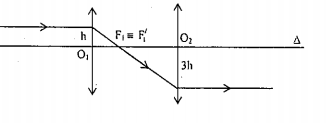 h
F₁ ≡ F₁′
O₁
O₂
Δ
3h